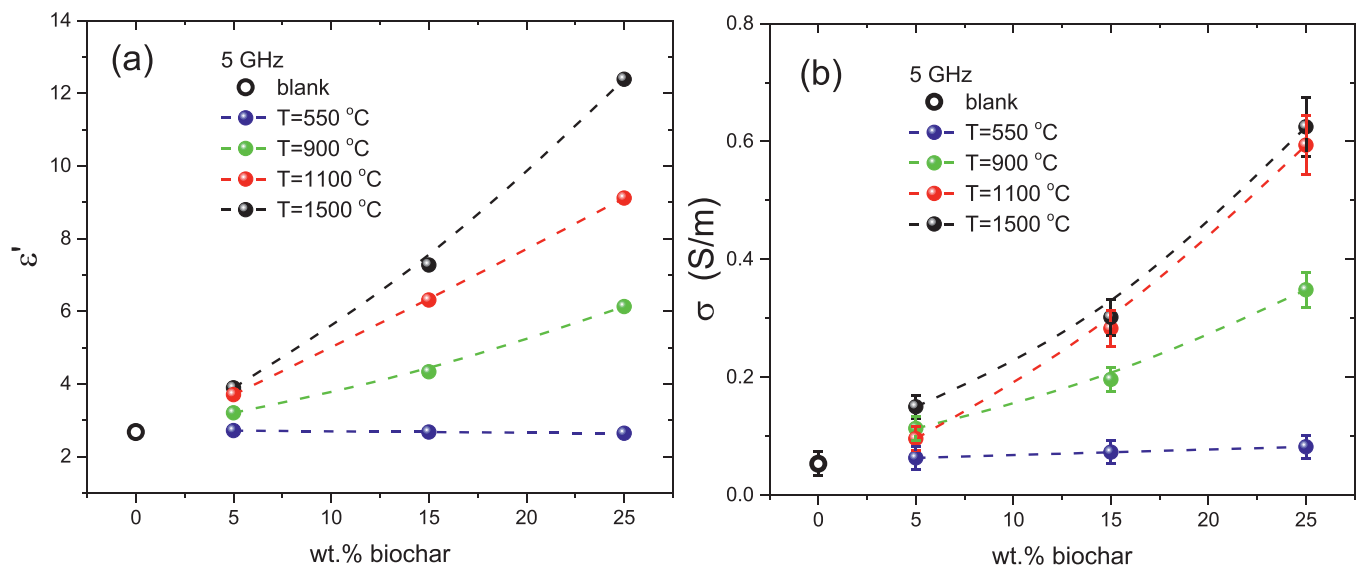 (a)
5 GHz
blank
T=550 °C
T=900 °C
T=1100 °C
T=1500 °C
14
12
10
8
6
4
2
ε'
0
5
10
15
20
25
wt.% biochar
(b)
5 GHz
blank
T=550 °C
T=900 °C
T=1100 °C
T=1500 °C
0.8
0.6
0.4
0.2
0.0
σ (S/m)
0
5
10
15
20
25
wt.% biochar